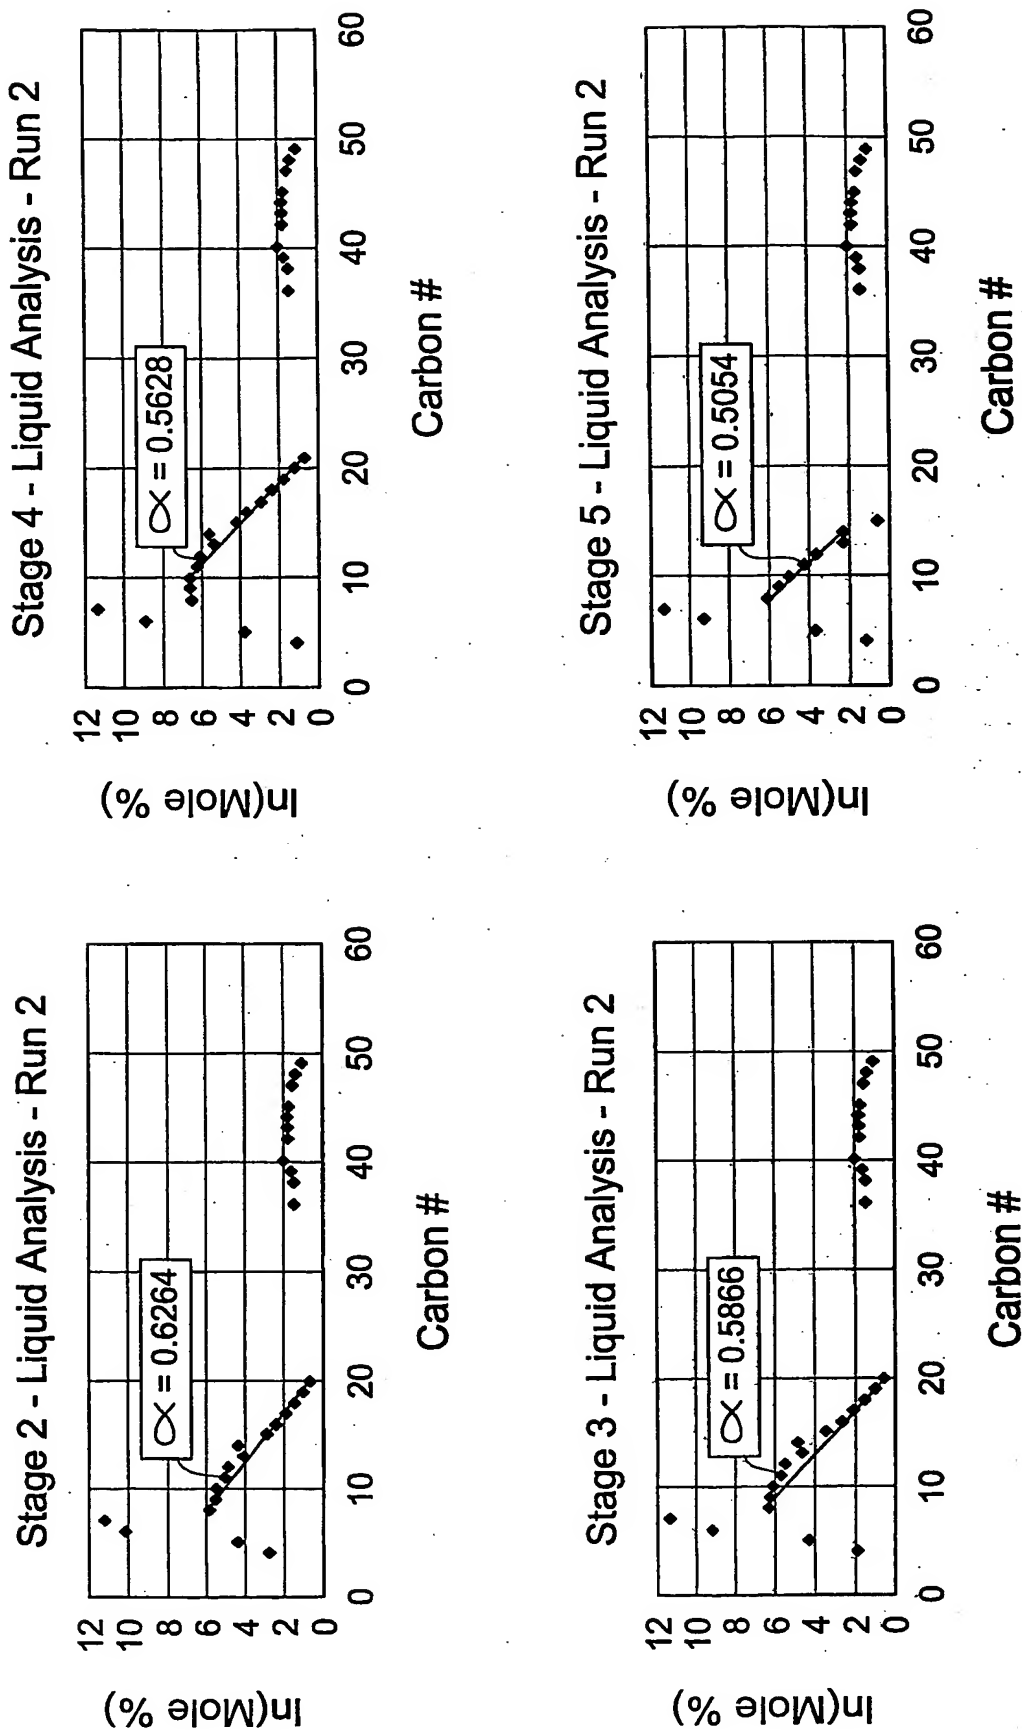 Stage 2 - Liquid Analysis - Run 2
ln(Mole %)
12
10
8
6
4
2
0
α = 0.6264
0 10 20 30 40 50 60
Carbon #
Stage 4 - Liquid Analysis - Run 2
ln(Mole %)
12
10
8
6
4
2
0
α = 0.5628
0 10 20 30 40 50 60
Carbon #
Stage 3 - Liquid Analysis - Run 2
ln(Mole %)
12
10
8
6
4
2
0
α = 0.5866
0 10 20 30 40 50 60
Carbon #
Stage 5 - Liquid Analysis - Run 2
ln(Mole %)
12
10
8
6
4
2
0
α = 0.5054
0 10 20 30 40 50 60
Carbon #